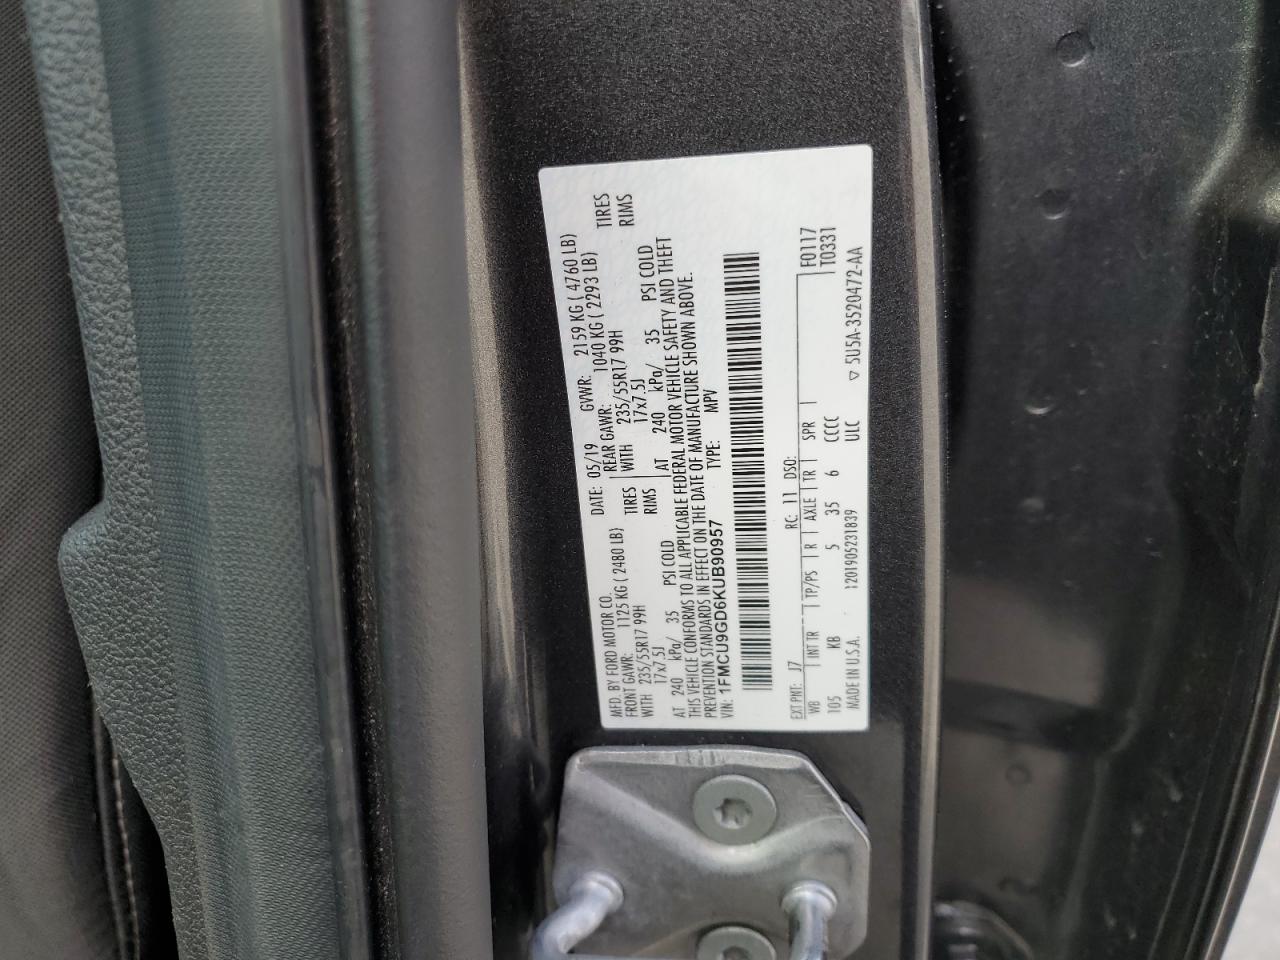 MFD. BY FORD MOTOR CO.
DATE: 05/19 GVWR: 2159 KG ( 4760 LB)
FRONT GAWR: 1125 KG ( 2480 LB) REAR GAWR: 1040 KG ( 2293 LB)
WITH 235/55R17 99H TIRES WITH 235/55R17 99H TIRES
17x7.5J RIMS 17x7.5J RIMS
AT 240 kPa/ 35 PSI COLD AT 240 kPa/ 35 PSI COLD
THIS VEHICLE CONFORMS TO ALL APPLICABLE FEDERAL MOTOR VEHICLE SAFETY AND THEFT
PREVENTION STANDARDS IN EFFECT ON THE DATE OF MANUFACTURE SHOWN ABOVE.
VIN: 1FMCU9GD6KUB90957 TYPE: MPV
EXT PNT: J7 RC: 11 DSO: F0117
WB INT TR TP/PS R AXLE TR SPR T0331
105 KB 5 35 6 CCCC
MADE IN U.S.A. 1201905231839 ULC ▽ 5U5A-3520472-AA